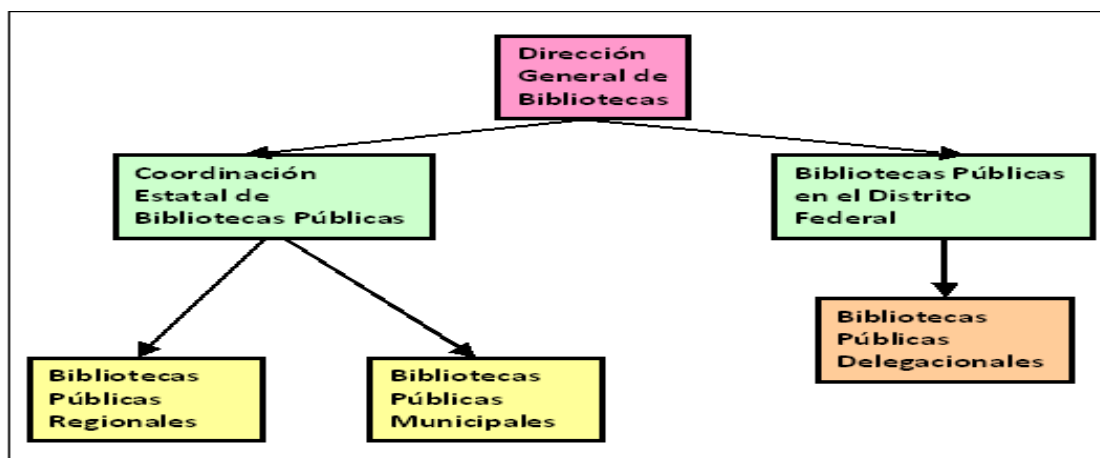 Dirección
General de
Bibliotecas
Coordinación
Estatal de
Bibliotecas Públicas
Bibliotecas Públicas
en el Distrito
Federal
Bibliotecas
Públicas
Delegacionales
Bibliotecas
Públicas
Regionales
Bibliotecas
Públicas
Municipales